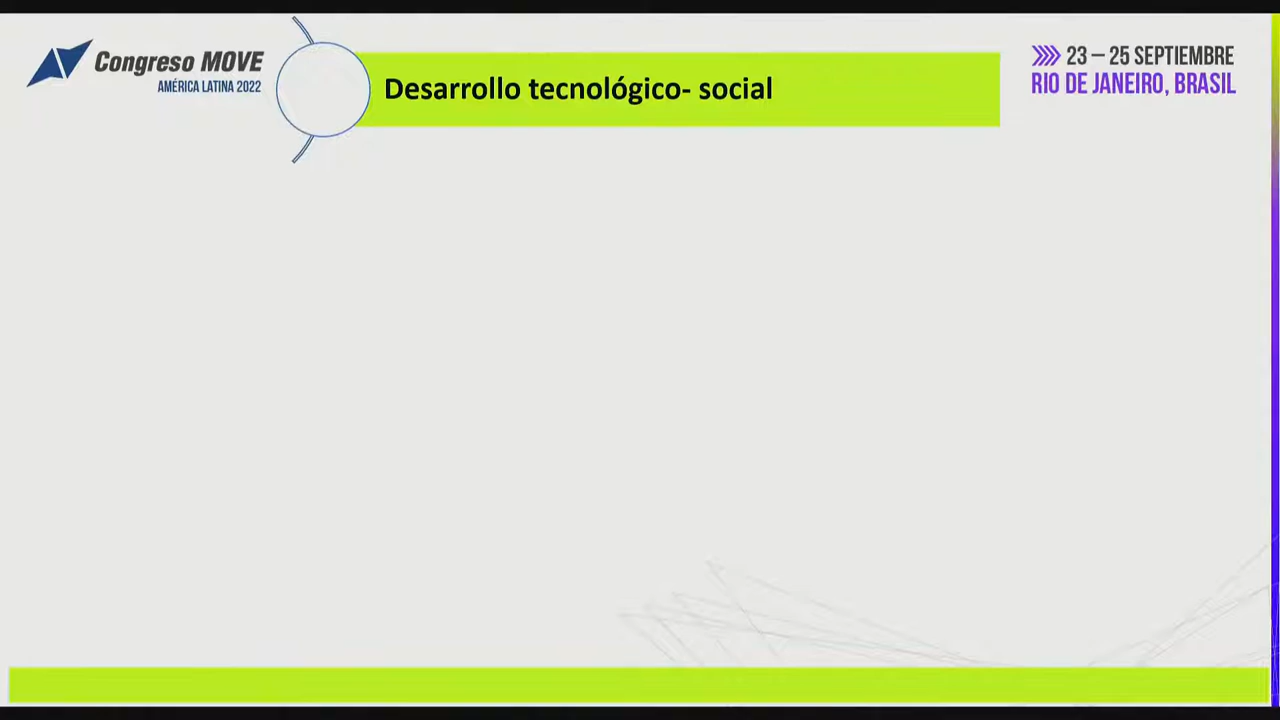 Congreso MOVE
AMÉRICA LATINA 2022
Desarrollo tecnológico- social
23 – 25 SEPTIEMBRE
RIO DE JANEIRO, BRASIL